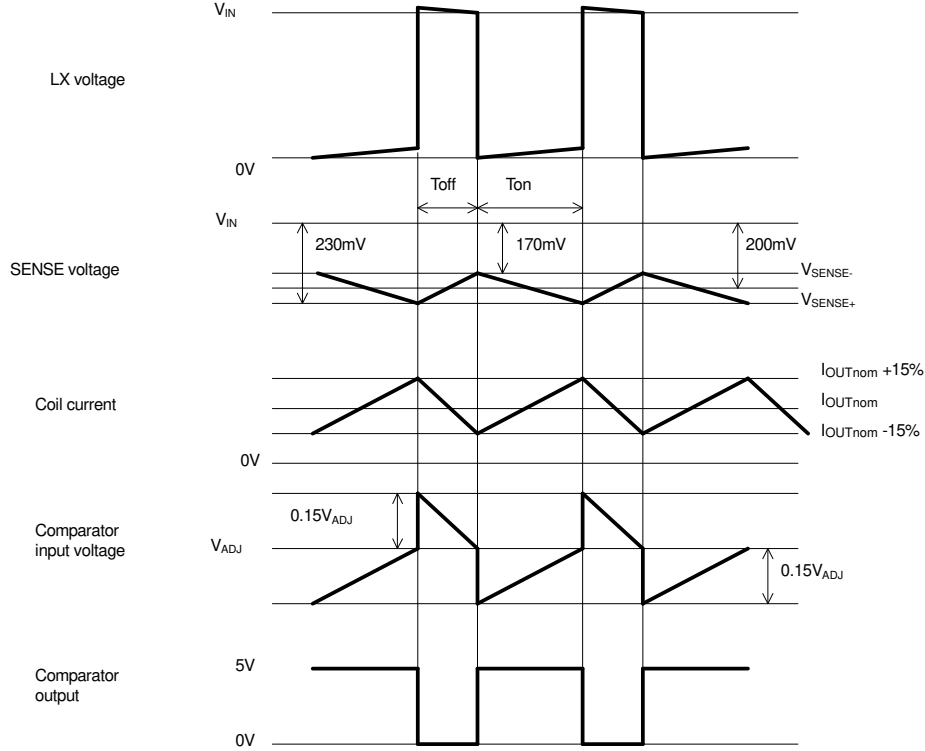 VIN
LX voltage
0V
Toff
Ton
VIN
230mV
170mV
200mV
SENSE voltage
VSENSE-
VSENSE+
IOUTnom +15%
Coil current
IOUTnom
IOUTnom -15%
0V
0.15VADJ
Comparator
input voltage
VADJ
0.15VADJ
5V
Comparator
output
0V